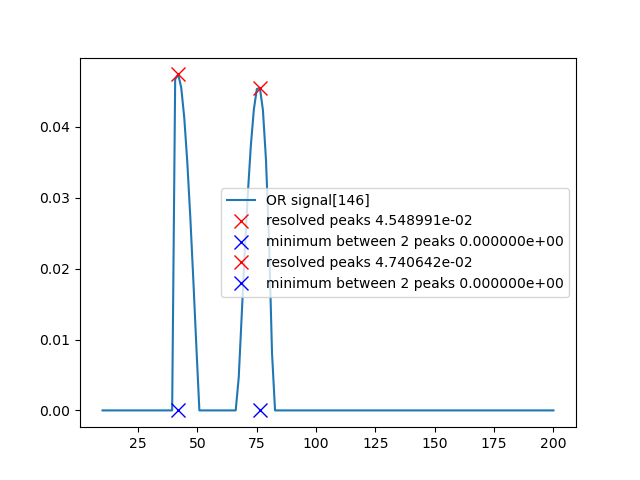 0.04
0.03
0.02
0.01
0.00
OR signal[146]
resolved peaks 4.548991e-02
minimum between 2 peaks 0.000000e+00
resolved peaks 4.740642e-02
minimum between 2 peaks 0.000000e+00
25 50 75 100 125 150 175 200